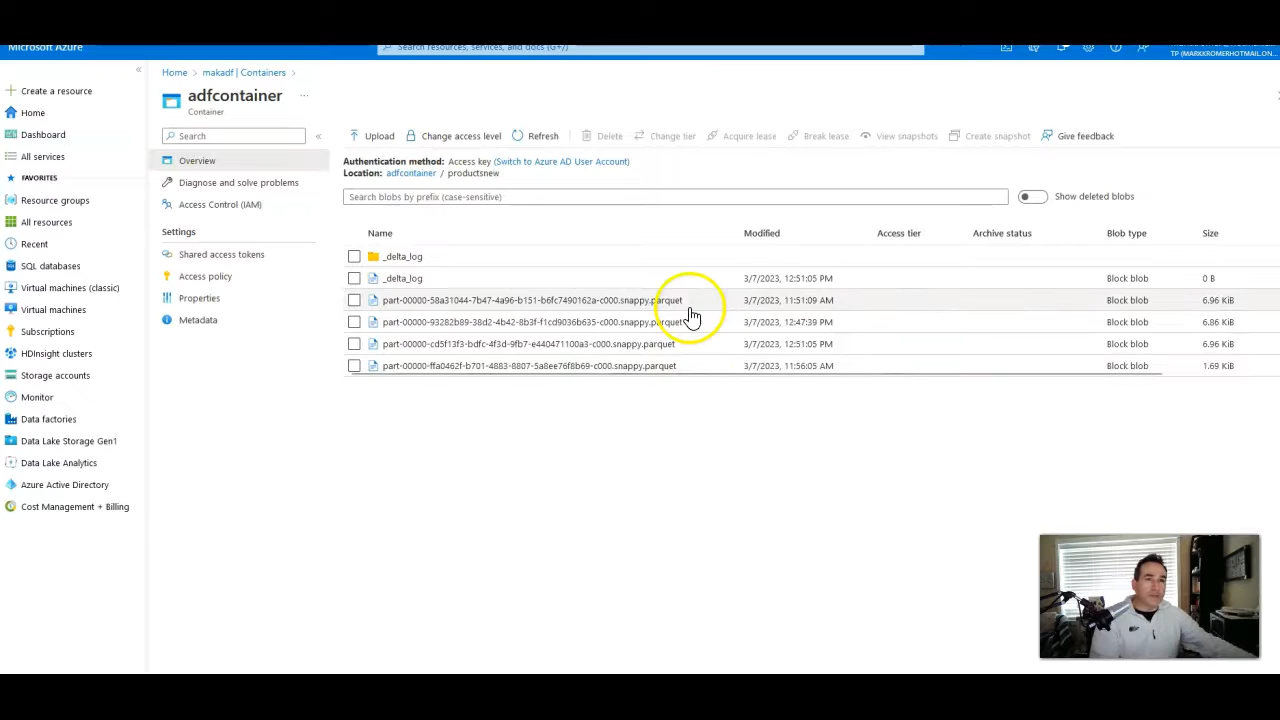 Microsoft Azure
Search resources, services, and docs (G+/)
TP (MARKKROMERHOTMAIL.ON...
Home > makadf | Containers >
adfcontainer ...
Container
Create a resource
Home
Dashboard
All services
FAVORITES
Resource groups
All resources
Recent
SQL databases
Virtual machines (classic)
Virtual machines
Subscriptions
HDInsight clusters
Storage accounts
Monitor
Data factories
Data Lake Storage Gen1
Data Lake Analytics
Azure Active Directory
Cost Management + Billing
Search
Overview
Diagnose and solve problems
Access Control (IAM)
Settings
Shared access tokens
Access policy
Properties
Metadata
Upload Change access level Refresh Delete Change tier Acquire lease Break lease View snapshots Create snapshot Give feedback
Authentication method: Access key (Switch to Azure AD User Account)
Location: adfcontainer / productsnew
Search blobs by prefix (case-sensitive)
Show deleted blobs
Name Modified Access tier Archive status Blob type Size
_delta_log
_delta_log 3/7/2023, 12:51:05 PM Block blob 0 B
part-00000-58a31044-7b47-4a96-b151-b6fc7490162a-c000.snappy.parquet 3/7/2023, 11:51:09 AM Block blob 6.96 KiB
part-00000-93282b89-38d2-4b42-8b3f-f1cd9036b635-c000.snappy.parquet 3/7/2023, 12:47:39 PM Block blob 6.86 KiB
part-00000-cd5f13f3-bdfc-4f3d-9fb7-e440471100a3-c000.snappy.parquet 3/7/2023, 12:51:05 PM Block blob 6.96 KiB
part-00000-ffa0462f-b701-4883-8807-5a8ee76f8b69-c000.snappy.parquet 3/7/2023, 11:56:05 AM Block blob 1.69 KiB